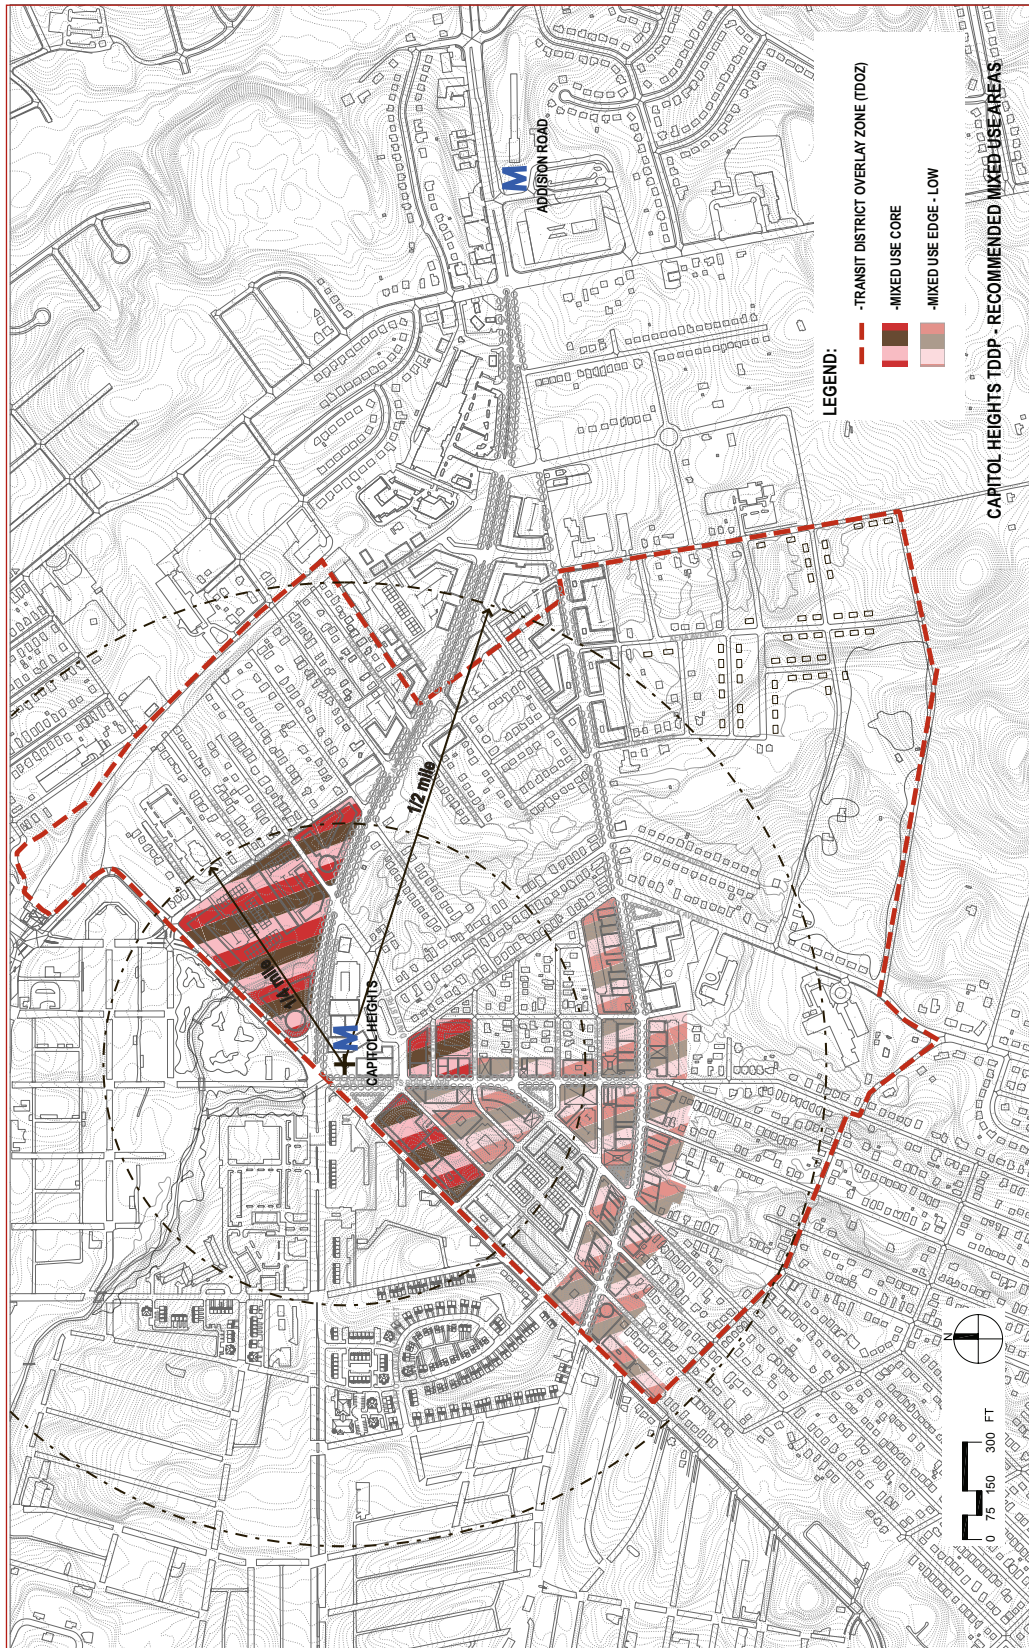 M
ADDISION ROAD
LEGEND:
-TRANSIT DISTRICT OVERLAY ZONE (TDOZ)
-MIXED USE CORE
-MIXED USE EDGE - LOW
CAPITOL HEIGHTS TDDP - RECOMMENDED MIXED USE AREAS
1/2 mile
1/4 mile
M
CAPITOL HEIGHTS
N
0 75 150 300 FT